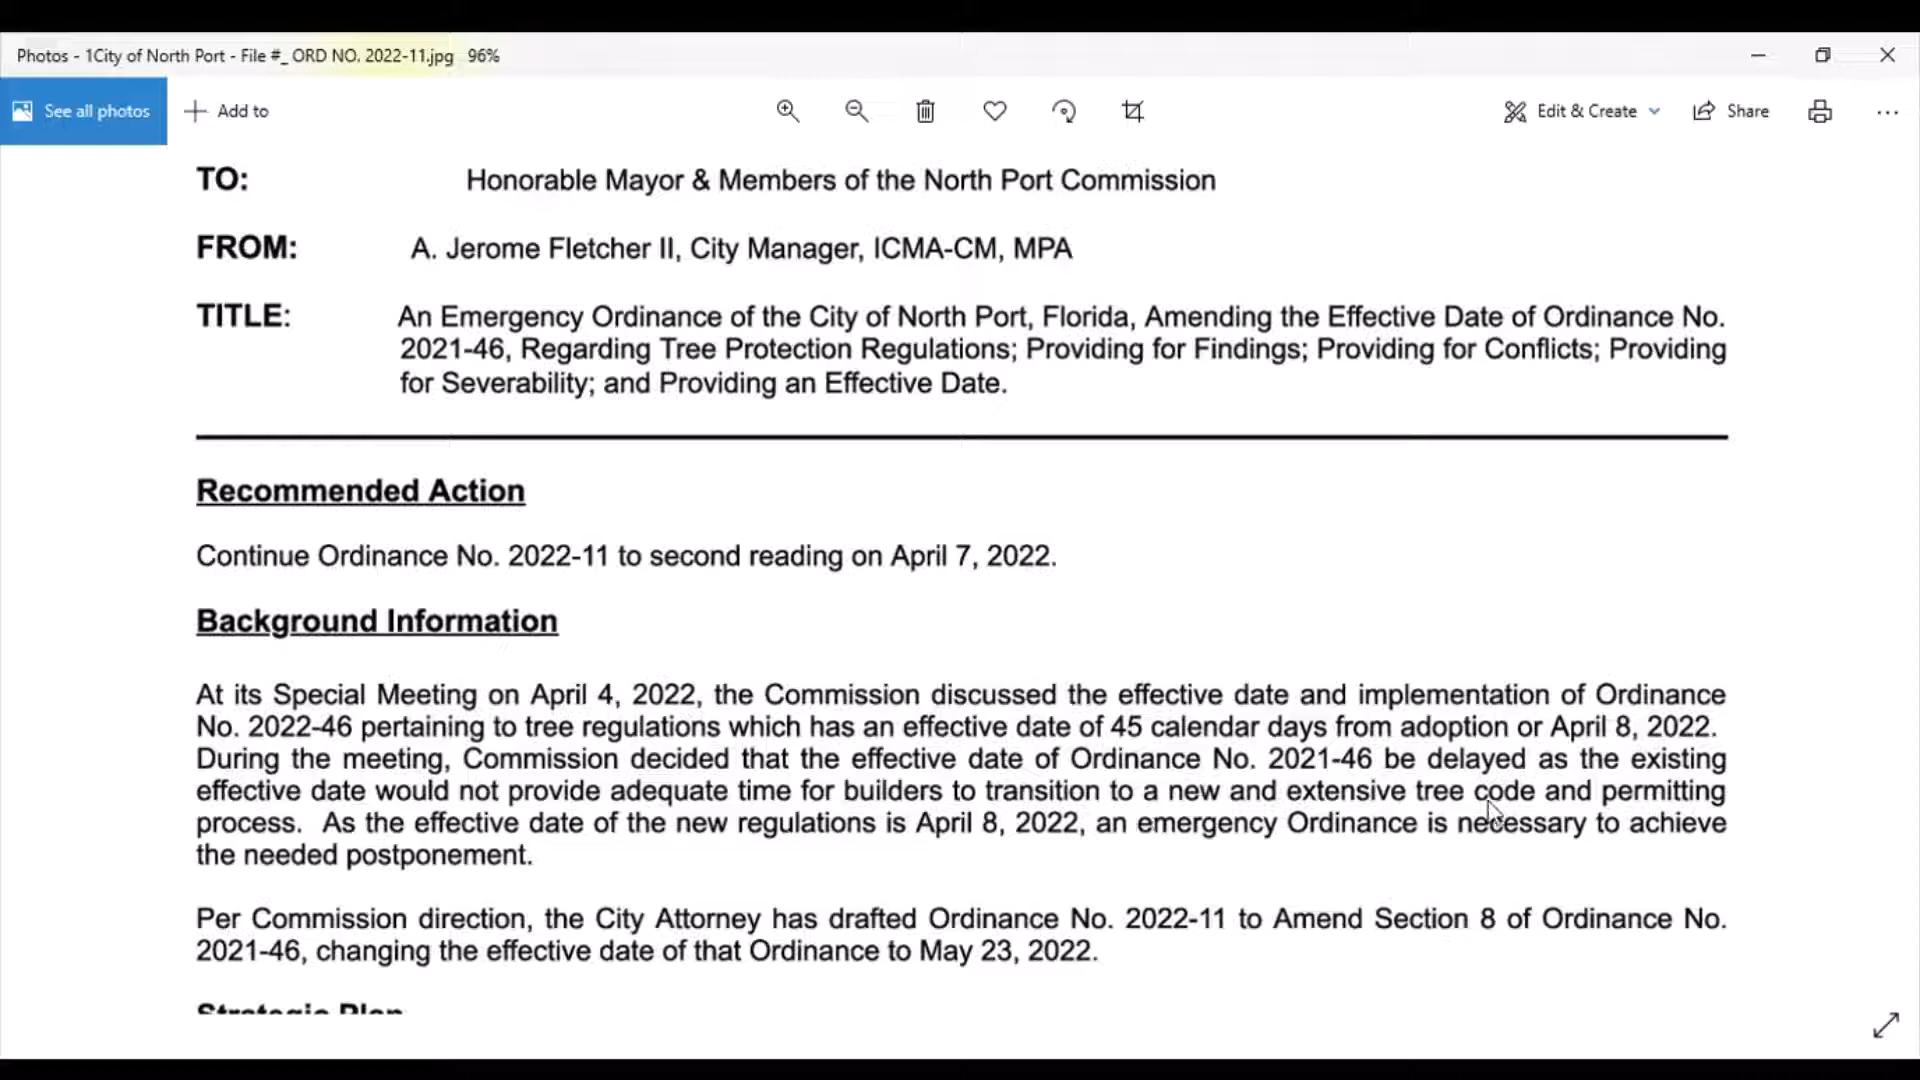 Photos - 1City of North Port - File #_ ORD NO. 2022-11.jpg   96%
See all photos
Add to
Edit & Create
Share
TO: Honorable Mayor & Members of the North Port Commission
FROM: A. Jerome Fletcher II, City Manager, ICMA-CM, MPA
TITLE: An Emergency Ordinance of the City of North Port, Florida, Amending the Effective Date of Ordinance No.
2021-46, Regarding Tree Protection Regulations; Providing for Findings; Providing for Conflicts; Providing
for Severability; and Providing an Effective Date.
Recommended Action
Continue Ordinance No. 2022-11 to second reading on April 7, 2022.
Background Information
At its Special Meeting on April 4, 2022, the Commission discussed the effective date and implementation of Ordinance
No. 2022-46 pertaining to tree regulations which has an effective date of 45 calendar days from adoption or April 8, 2022.
During the meeting, Commission decided that the effective date of Ordinance No. 2021-46 be delayed as the existing
effective date would not provide adequate time for builders to transition to a new and extensive tree code and permitting
process. As the effective date of the new regulations is April 8, 2022, an emergency Ordinance is necessary to achieve
the needed postponement.
Per Commission direction, the City Attorney has drafted Ordinance No. 2022-11 to Amend Section 8 of Ordinance No.
2021-46, changing the effective date of that Ordinance to May 23, 2022.
Strategic Plan